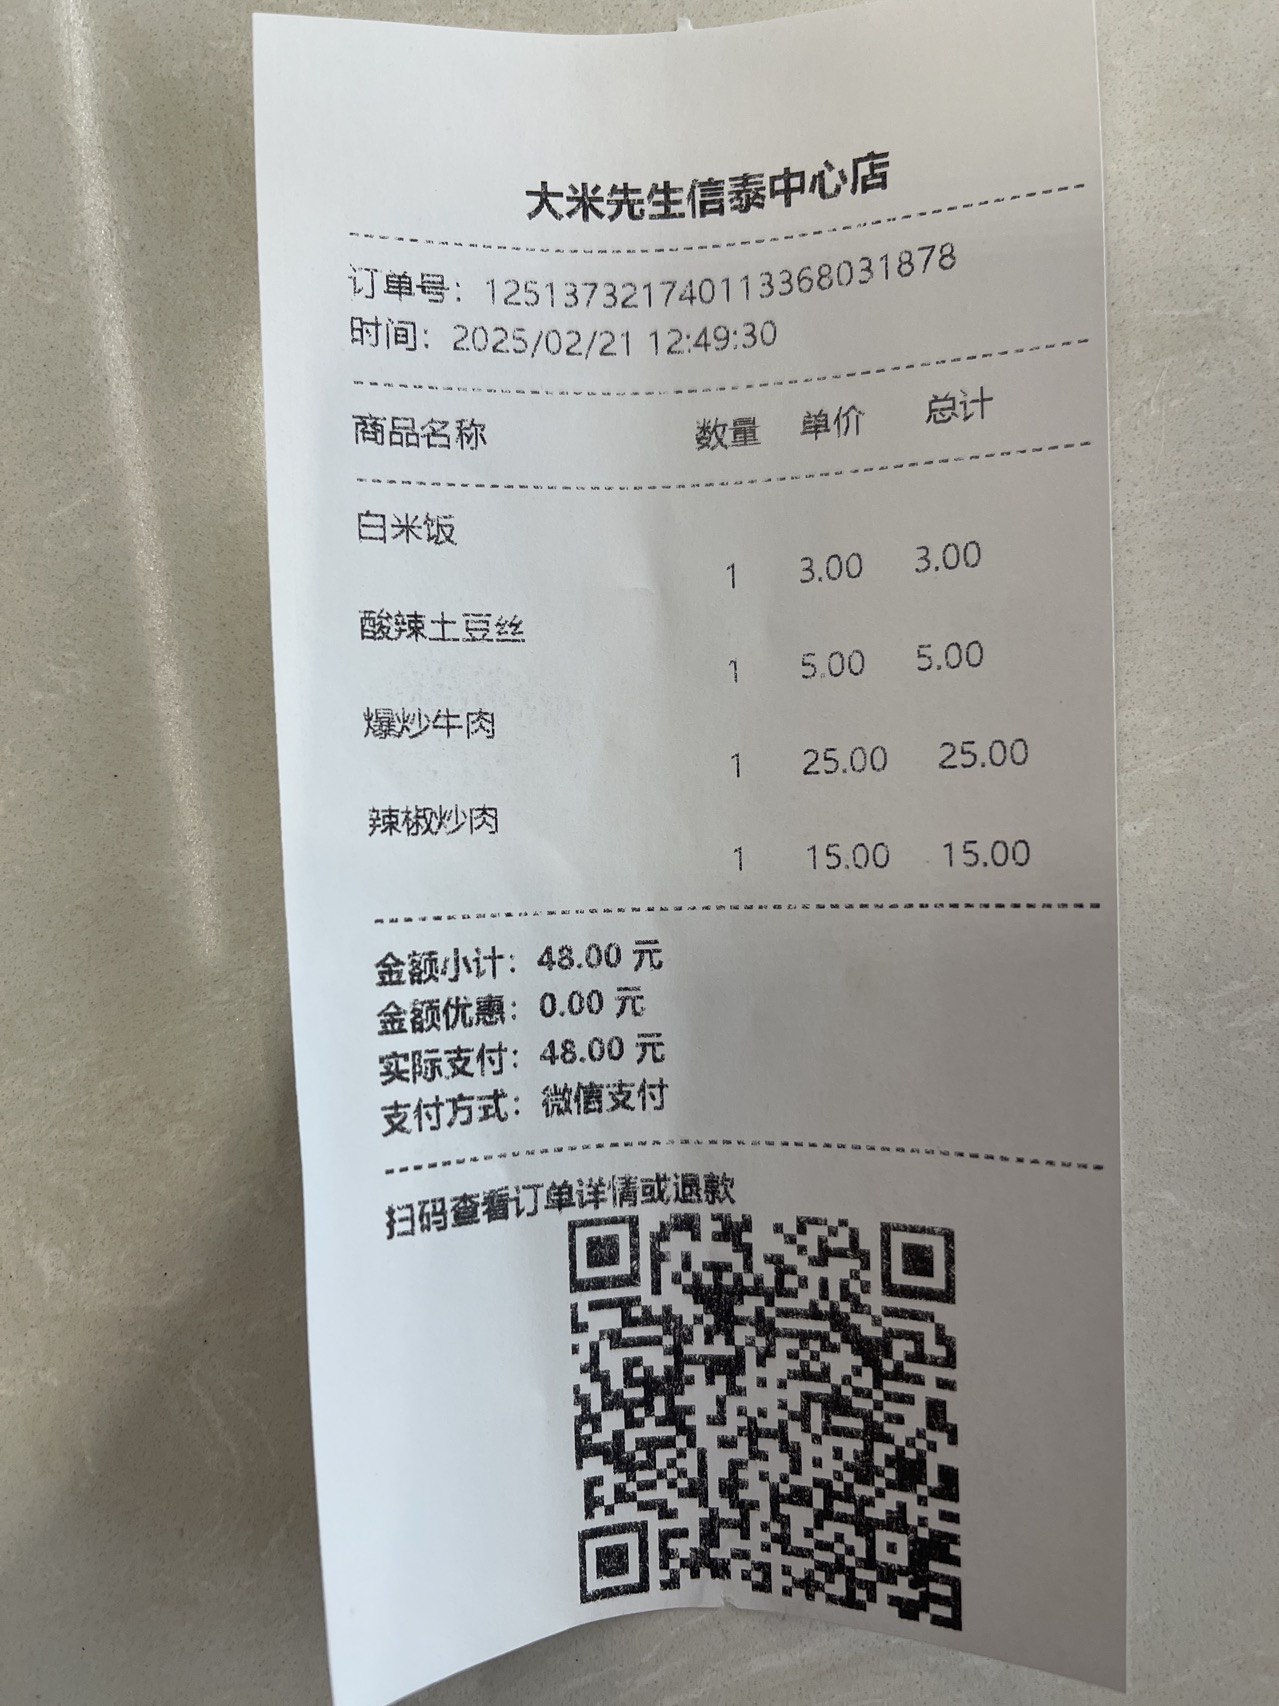 大米先生信泰中心店
订单号：125137321740113368031878
时间：2025/02/21 12:49:30
商品名称 数量 单价 总计
白米饭
1 3.00 3.00
酸辣土豆丝
1 5.00 5.00
爆炒牛肉
1 25.00 25.00
辣椒炒肉
1 15.00 15.00
金额小计：48.00 元
金额优惠：0.00 元
实际支付：48.00 元
支付方式：微信支付
扫码查看订单详情或退款